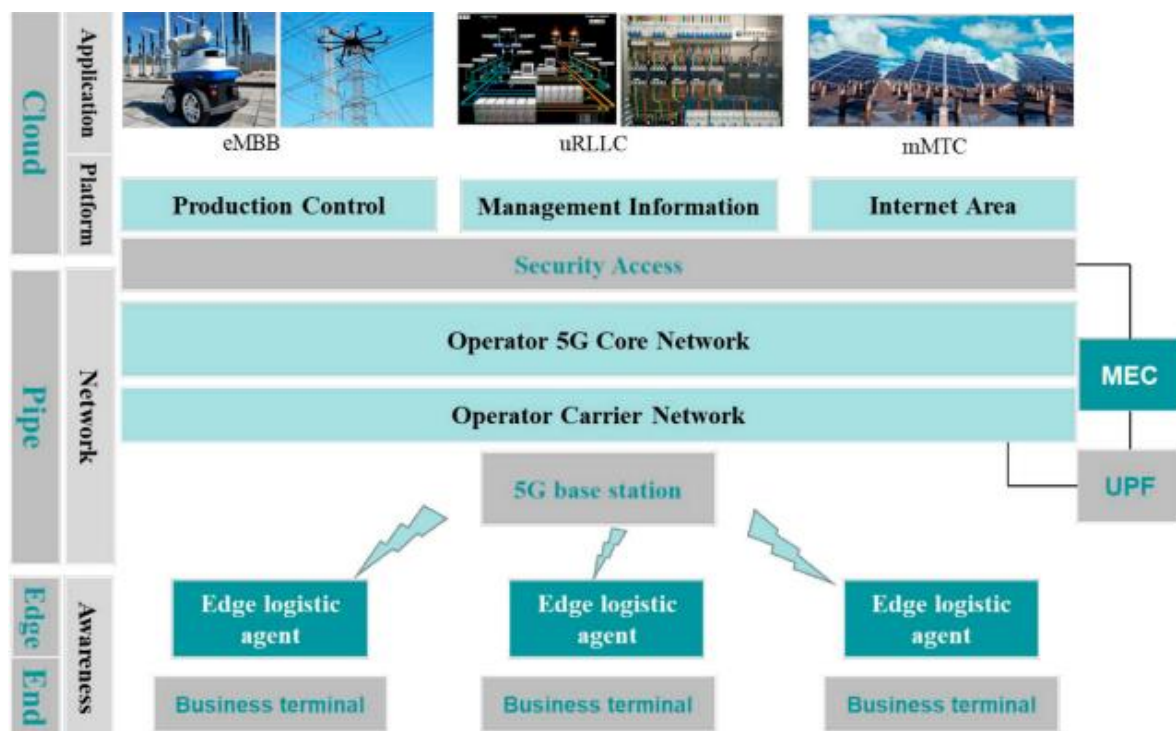 Cloud
Application
Platform
eMBB
uRLLC
mMTC
Production Control
Management Information
Internet Area
Security Access
Pipe
Network
Operator 5G Core Network
Operator Carrier Network
MEC
UPF
5G base station
Edge
End
Awareness
Edge logistic
agent
Edge logistic
agent
Edge logistic
agent
Business terminal
Business terminal
Business terminal